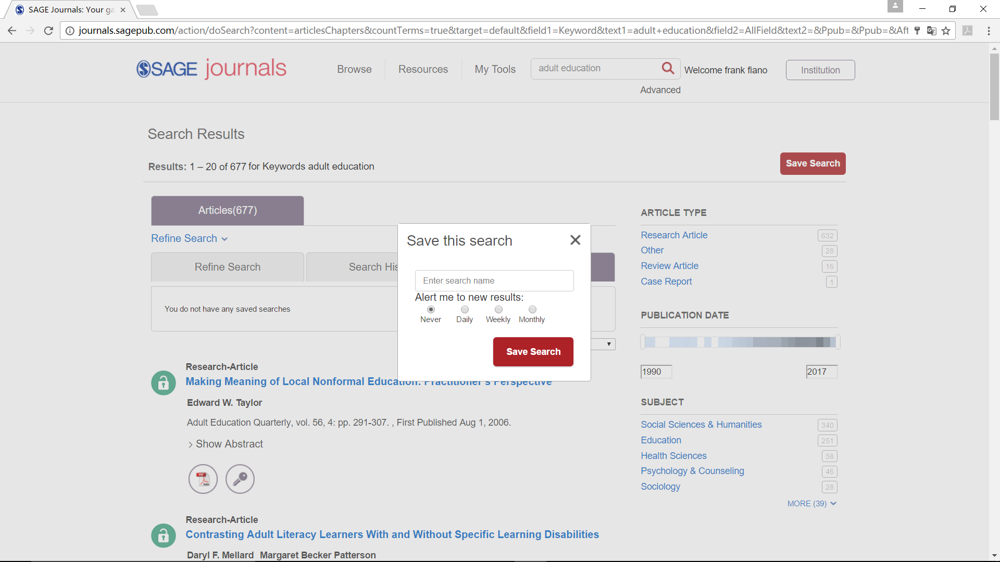 SAGE Journals: Your ga
journals.sagepub.com/action/doSearch?content=articlesChapters&countTerms=true&target=default&field1=Keyword&text1=adult+education&field2=AllField&text2=&Ppub=&Ppub=&Aft
SAGE journals
Browse
Resources
My Tools
adult education
Welcome frank fiano
Institution
Advanced
Search Results
Results: 1 – 20 of 677 for Keywords adult education
Save Search
Articles(677)
Refine Search
Refine Search
Search His
You do not have any saved searches
Save this search
Enter search name
Alert me to new results:
Never Daily Weekly Monthly
Save Search
Research-Article
Making Meaning of Local Nonformal Education: Practitioner's Perspective
Edward W. Taylor
Adult Education Quarterly, vol. 56, 4: pp. 291-307. , First Published Aug 1, 2006.
> Show Abstract
PDF
Research-Article
Contrasting Adult Literacy Learners With and Without Specific Learning Disabilities
Daryl F. Mellard Margaret Becker Patterson
ARTICLE TYPE
Research Article 632
Other 28
Review Article 16
Case Report 1
PUBLICATION DATE
1990 2017
SUBJECT
Social Sciences & Humanities 340
Education 251
Health Sciences 58
Psychology & Counseling 46
Sociology 28
MORE (39)